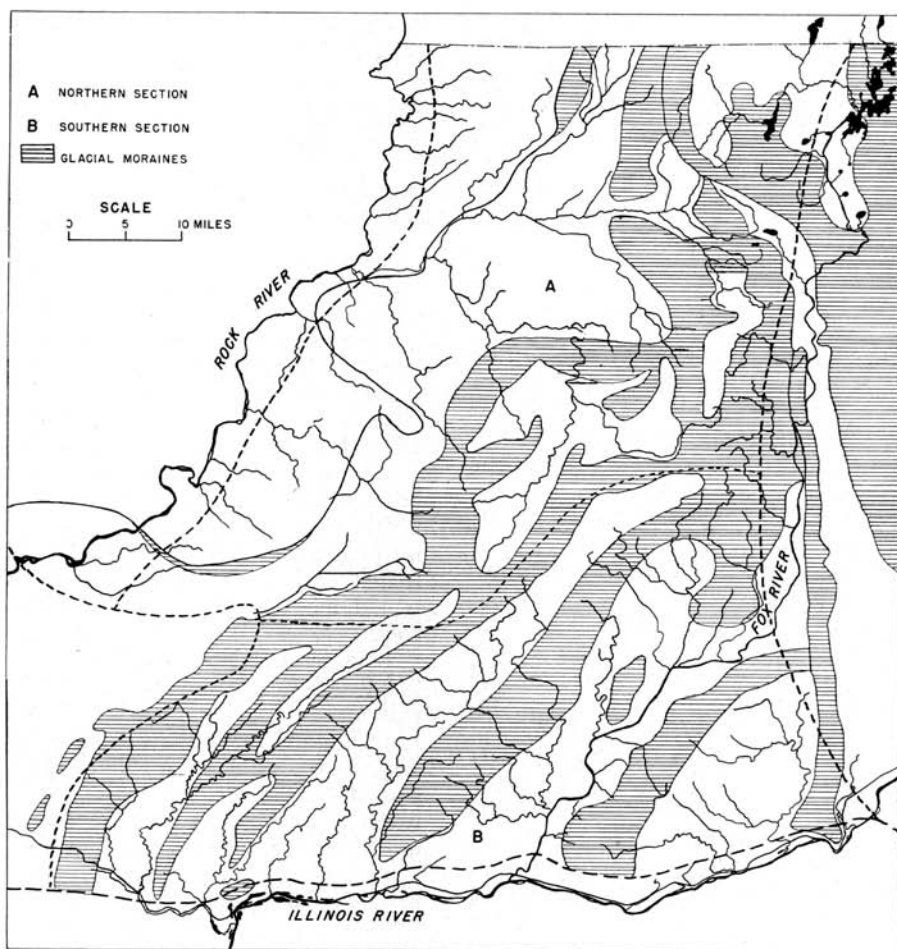 A NORTHERN SECTION
B SOUTHERN SECTION
GLACIAL MORAINES
SCALE
0 5 10 MILES
A
ROCK RIVER
FOX RIVER
B
ILLINOIS RIVER